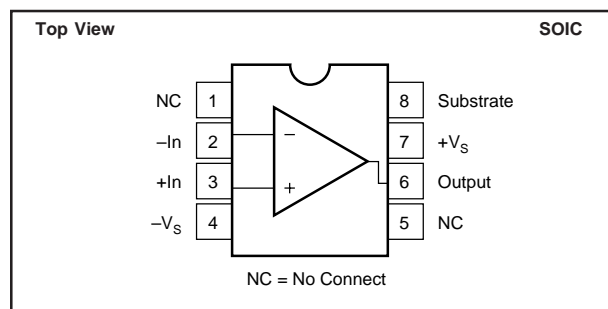 Top View SOIC
NC 1 8 Substrate
–In 2 – 7 +VS
+In 3 + 6 Output
–VS 4 5 NC
NC = No Connect